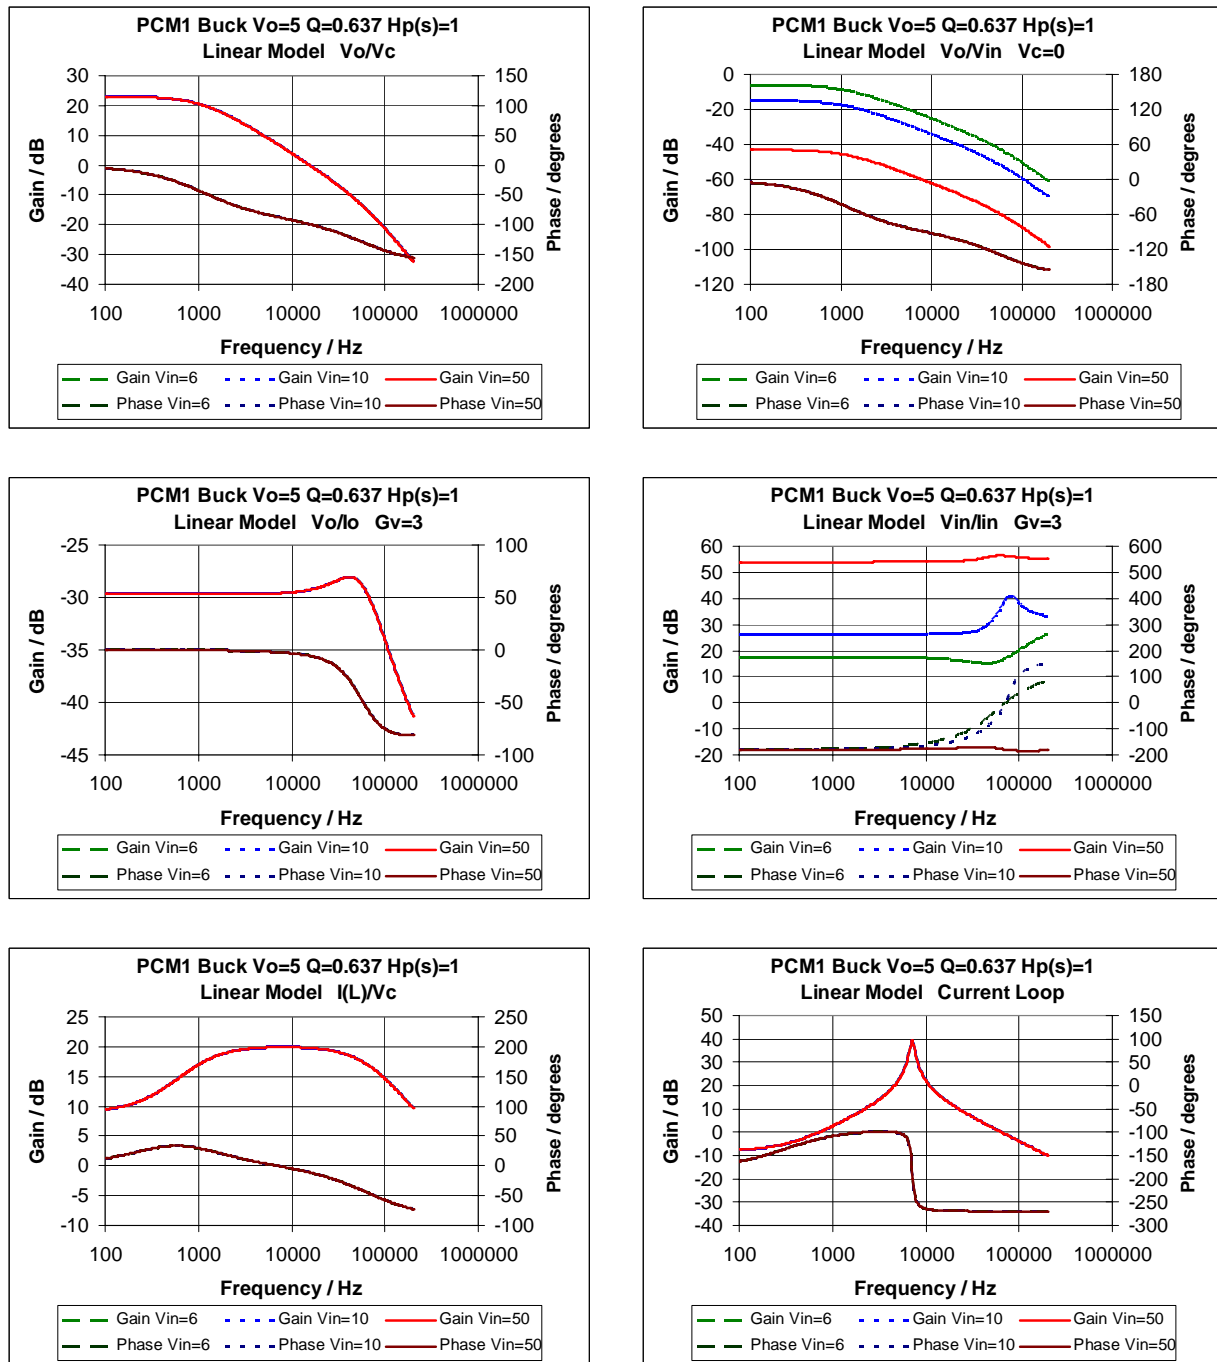 PCM1 Buck Vo=5 Q=0.637 Hp(s)=1
Linear Model Vo/Vc
30
20
10
0
-10
-20
-30
-40
Gain / dB
150
100
50
0
-50
-100
-150
-200
Phase / degrees
100 1000 10000 100000 1000000
Frequency / Hz
Gain Vin=6 Gain Vin=10 Gain Vin=50
Phase Vin=6 Phase Vin=10 Phase Vin=50
PCM1 Buck Vo=5 Q=0.637 Hp(s)=1
Linear Model Vo/Vin Vc=0
0
-20
-40
-60
-80
-100
-120
Gain / dB
180
120
60
0
-60
-120
-180
Phase / degrees
100 1000 10000 100000 1000000
Frequency / Hz
Gain Vin=6 Gain Vin=10 Gain Vin=50
Phase Vin=6 Phase Vin=10 Phase Vin=50
PCM1 Buck Vo=5 Q=0.637 Hp(s)=1
Linear Model Vo/Io Gv=3
-25
-30
-35
-40
-45
Gain / dB
100
50
0
-50
-100
Phase / degrees
100 1000 10000 100000 1000000
Frequency / Hz
Gain Vin=6 Gain Vin=10 Gain Vin=50
Phase Vin=6 Phase Vin=10 Phase Vin=50
PCM1 Buck Vo=5 Q=0.637 Hp(s)=1
Linear Model Vin/Iin Gv=3
60
50
40
30
20
10
0
-10
-20
Gain / dB
600
500
400
300
200
100
0
-100
-200
Phase / degrees
100 1000 10000 100000 1000000
Frequency / Hz
Gain Vin=6 Gain Vin=10 Gain Vin=50
Phase Vin=6 Phase Vin=10 Phase Vin=50
PCM1 Buck Vo=5 Q=0.637 Hp(s)=1
Linear Model I(L)/Vc
25
20
15
10
5
0
-5
-10
Gain / dB
250
200
150
100
50
0
-50
-100
Phase / degrees
100 1000 10000 100000 1000000
Frequency / Hz
Gain Vin=6 Gain Vin=10 Gain Vin=50
Phase Vin=6 Phase Vin=10 Phase Vin=50
PCM1 Buck Vo=5 Q=0.637 Hp(s)=1
Linear Model Current Loop
50
40
30
20
10
0
-10
-20
-30
-40
Gain / dB
150
100
50
0
-50
-100
-150
-200
-250
-300
Phase / degrees
100 1000 10000 100000 1000000
Frequency / Hz
Gain Vin=6 Gain Vin=10 Gain Vin=50
Phase Vin=6 Phase Vin=10 Phase Vin=50